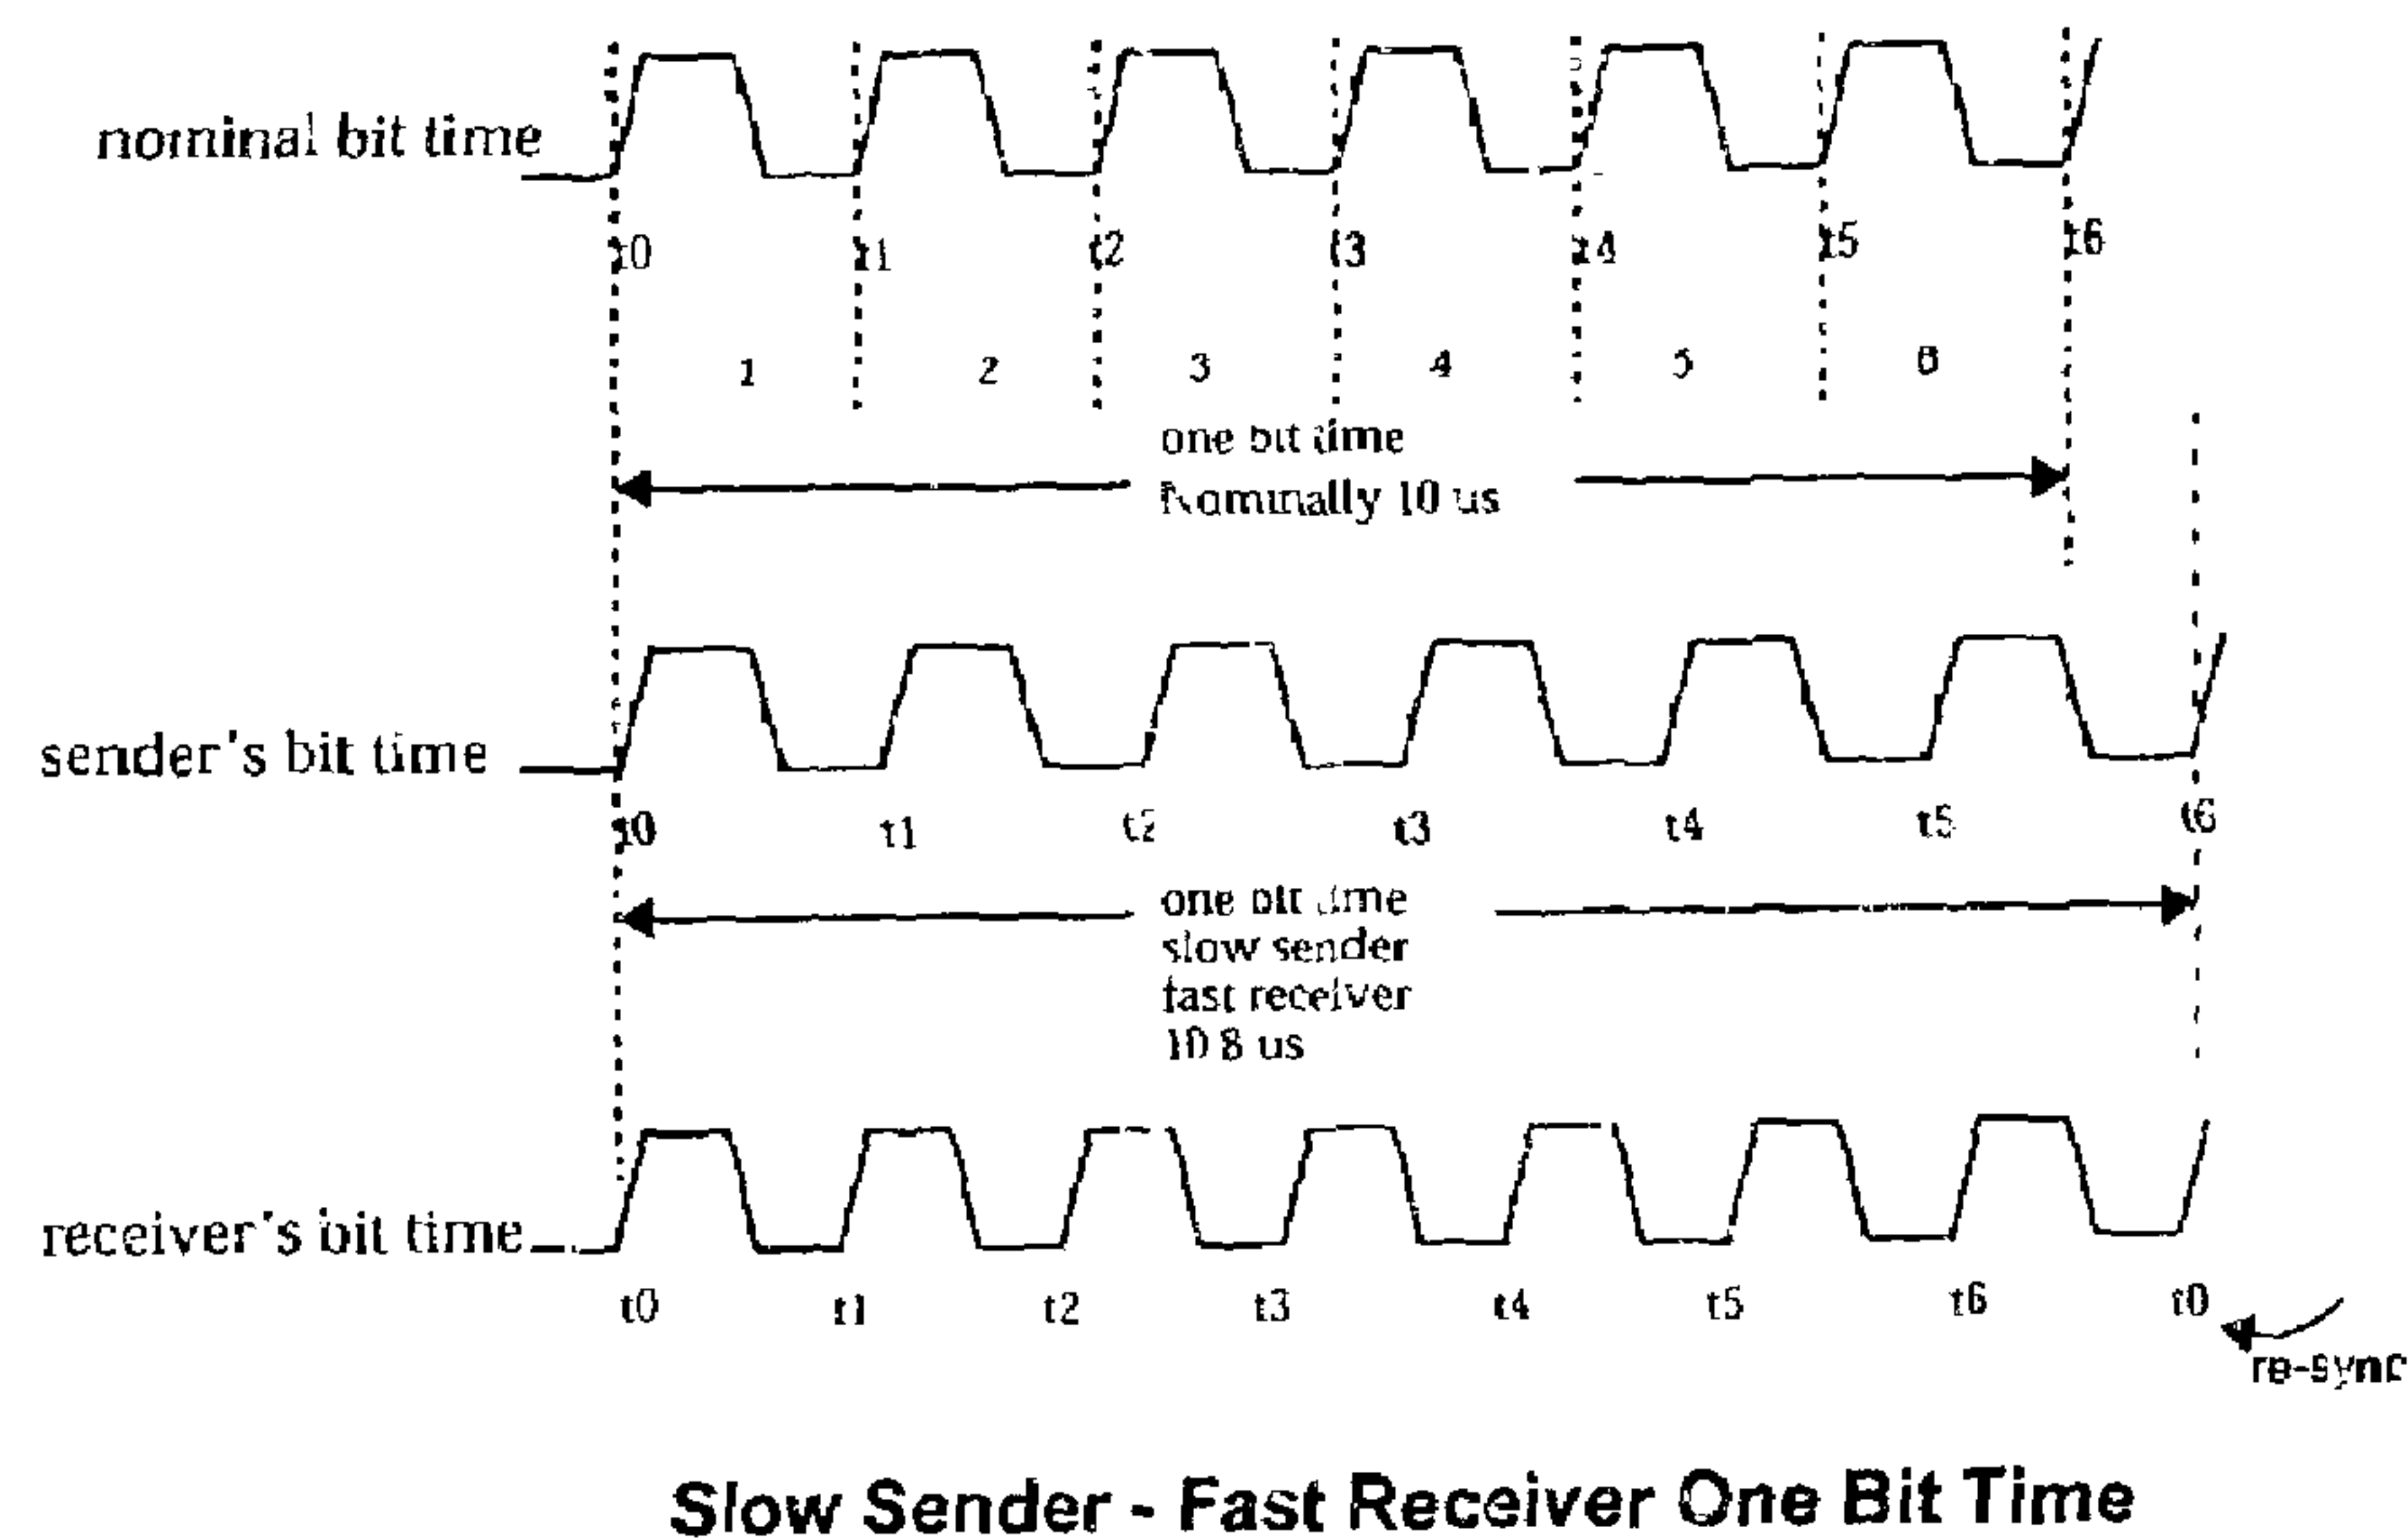 nominal bit time
t0 t1 t2 t3 t4 t5 t6
1 2 3 4 5 6
one bit time
Nominally 10 us
sender's bit time
t0 t1 t2 t3 t4 t5 t6
one bit time
slow sender
fast receiver
10 8 us
receiver's bit time
t0 t1 t2 t3 t4 t5 t6 t0
re-sync
Slow Sender - Fast Receiver One Bit Time